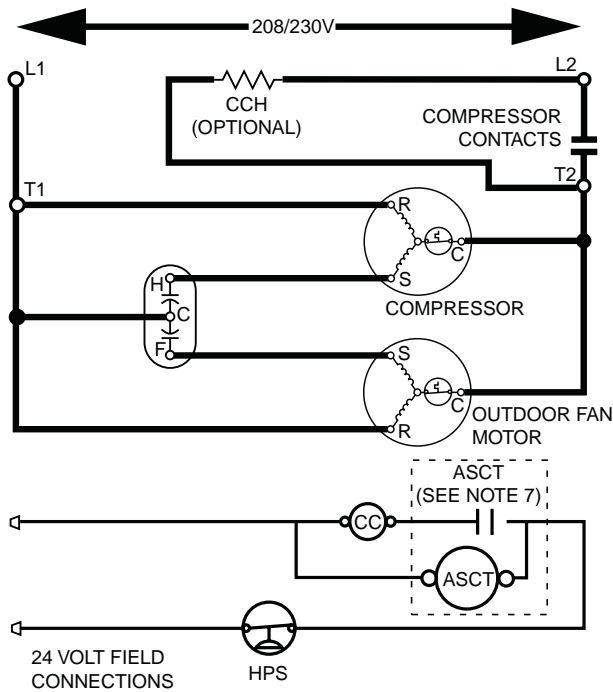 208/230V
L1
L2
CCH
(OPTIONAL)
COMPRESSOR
CONTACTS
T1
T2
R
C
S
COMPRESSOR
H
C
F
S
C
R
OUTDOOR FAN
MOTOR
ASCT
(SEE NOTE 7)
CC
ASCT
24 VOLT FIELD
CONNECTIONS
HPS